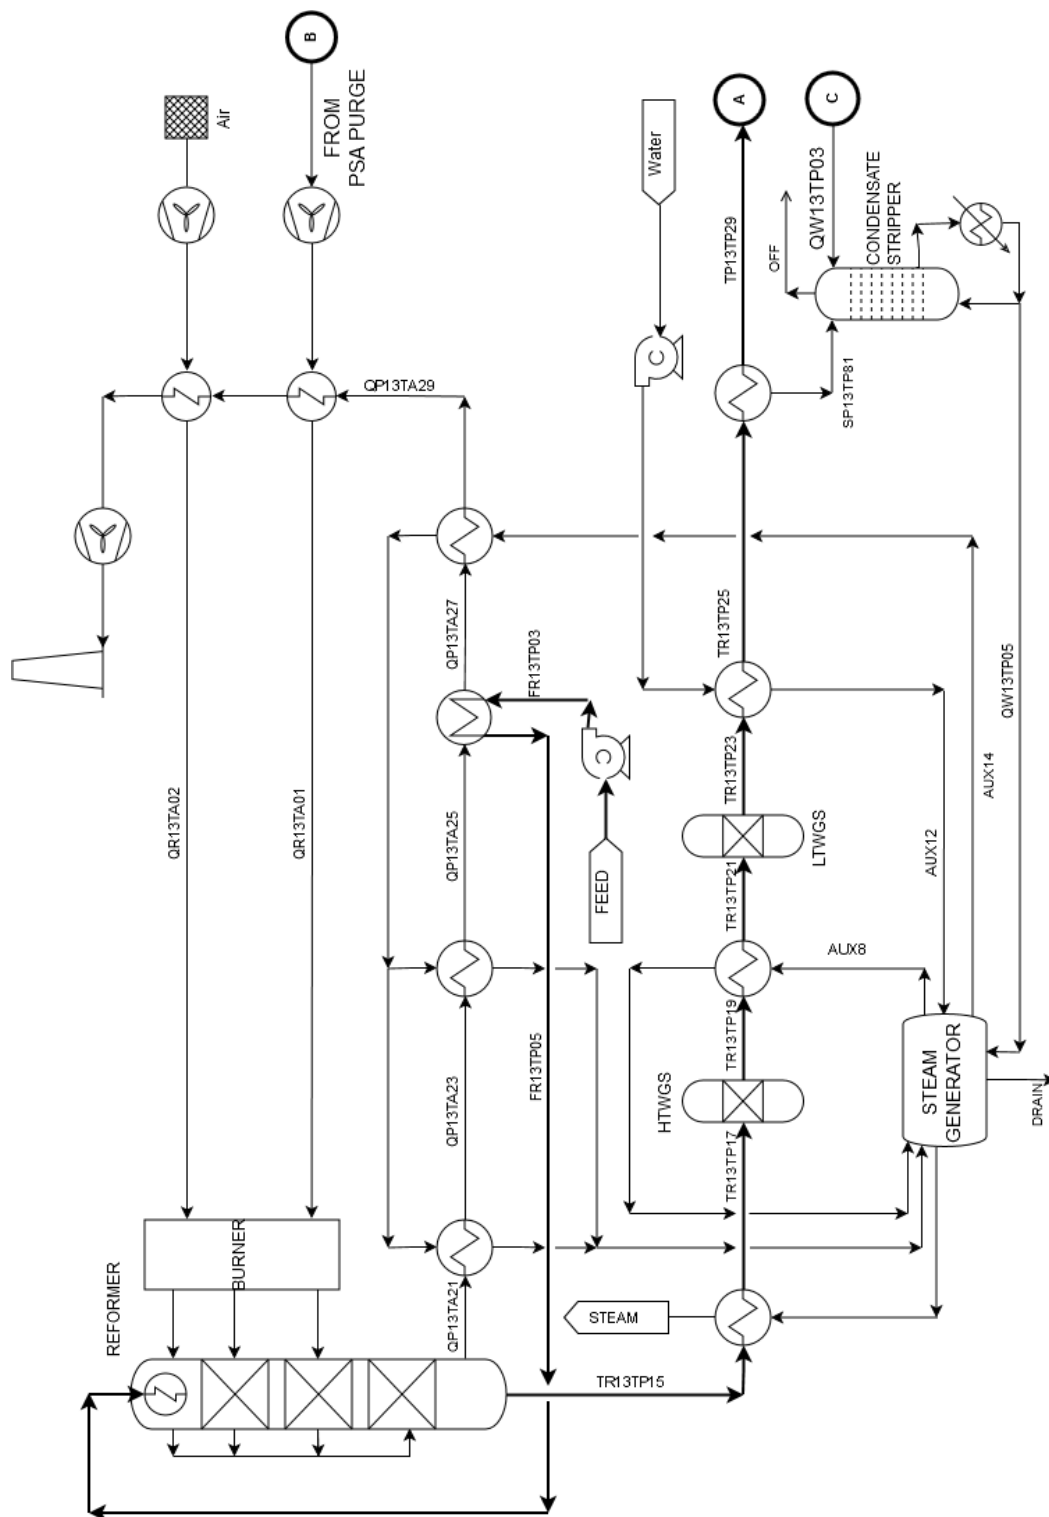 B
Air
FROM
PSA PURGE
A
C
Water
QW13TP03
CONDENSATE
STRIPPER
OFF
TP13TP29
C
SP13TP81
QP13TA29
QP13TA27
FR13TP03
TR13TP25
QW13TP05
AUX14
C
TR13TP23
QR13TA02
QR13TA01
QP13TA25
FEED
LTWGS
AUX12
TR13TP21
AUX8
TR13TP19
FR13TP05
QP13TA23
HTWGS
STEAM
GENERATOR
DRAIN
TR13TP17
BURNER
REFORMER
QP13TA21
STEAM
TR13TP15